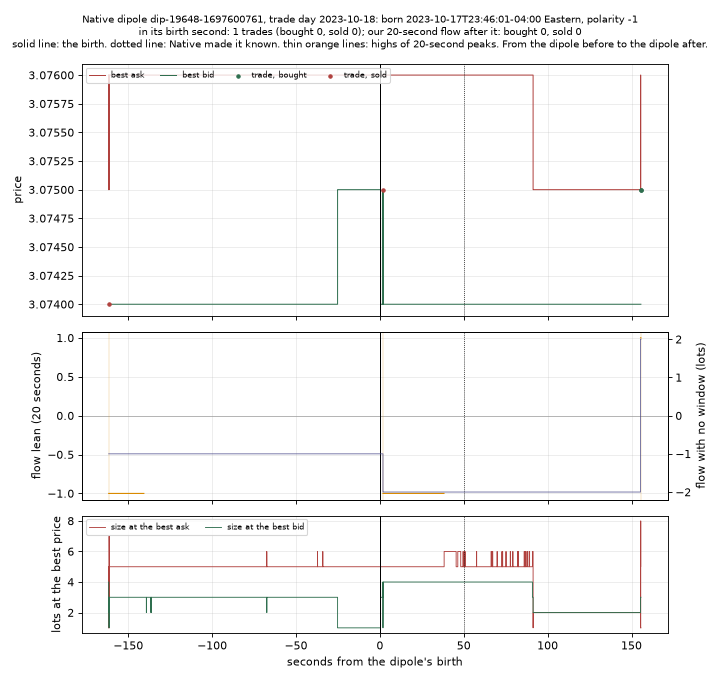 Native dipole dip-19648-1697600761, trade day 2023-10-18: born 2023-10-17T23:46:01-04:00 Eastern, polarity -1
in its birth second: 1 trades (bought 0, sold 0); our 20-second flow after it: bought 0, sold 0
solid line: the birth. dotted line: Native made it known. thin orange lines: highs of 20-second peaks. From the dipole before to the dipole after.
best ask
best bid
trade, bought
trade, sold
3.07600
3.07575
3.07550
3.07525
3.07500
3.07475
3.07450
3.07425
3.07400
price
1.0
0.5
0.0
−0.5
−1.0
flow lean (20 seconds)
2
1
0
−1
−2
flow with no window (lots)
size at the best ask
size at the best bid
8
6
4
2
lots at the best price
−150
−100
−50
0
50
100
150
seconds from the dipole's birth